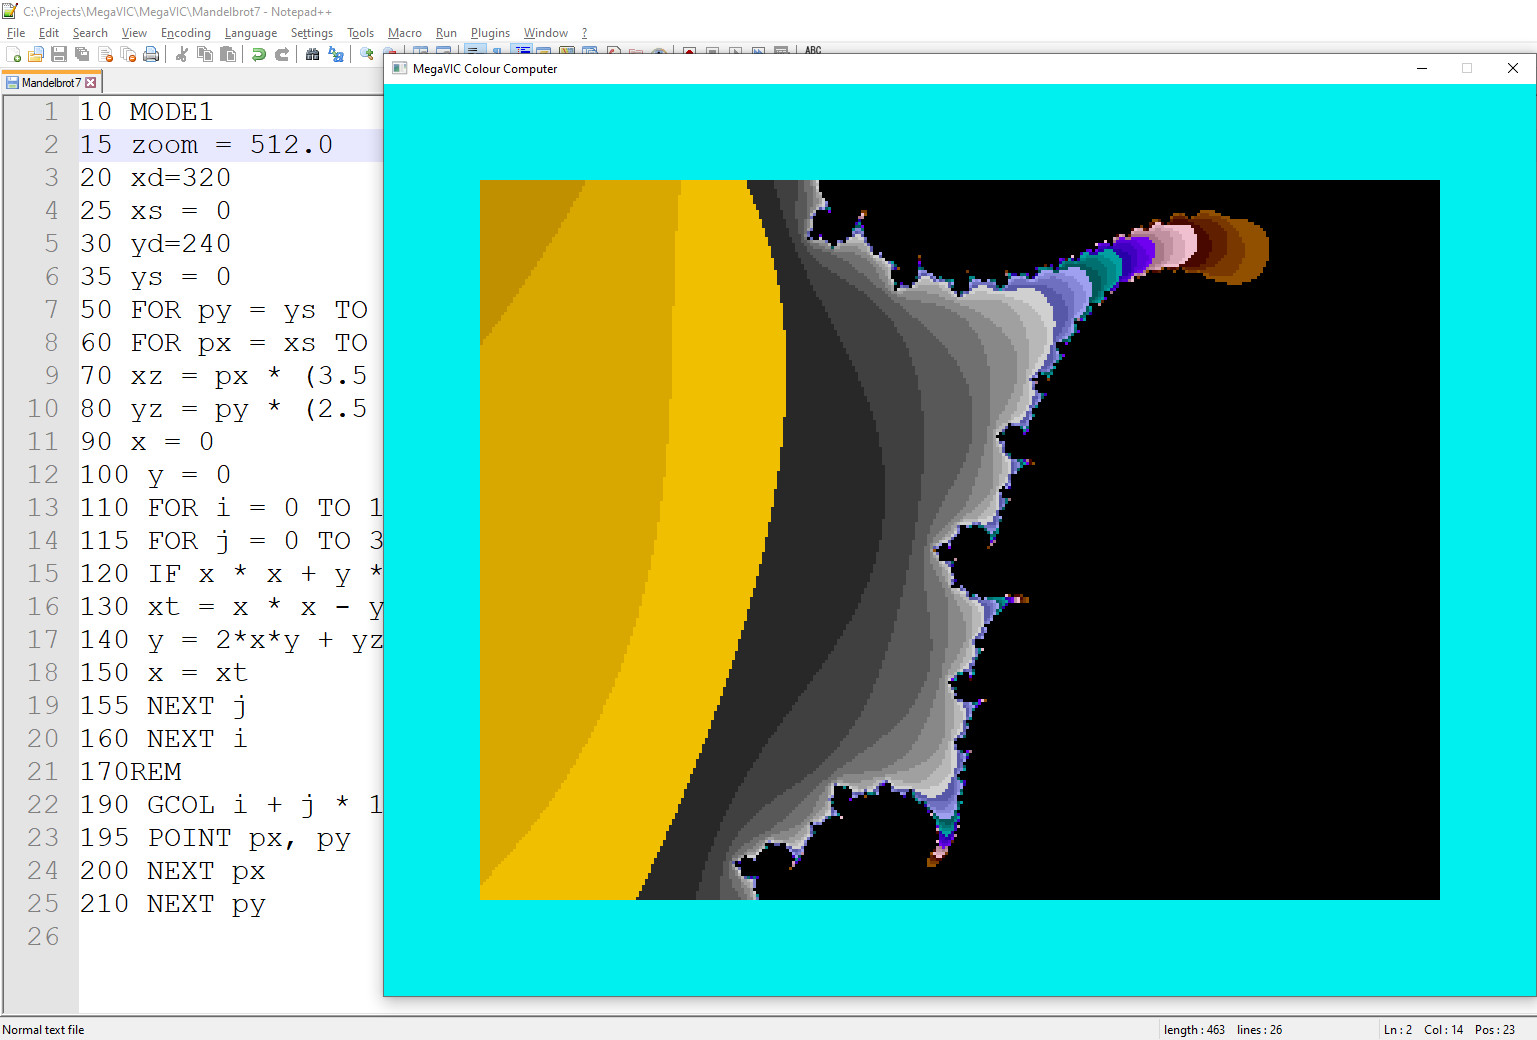 C:\Projects\MegaVIC\MegaVIC\Mandelbrot7 - Notepad++
File Edit Search View Encoding Language Settings Tools Macro Run Plugins Window ?
ABC
MegaVIC Colour Computer
Mandelbrot7
1 10 MODE1
2 15 zoom = 512.0
3 20 xd=320
4 25 xs = 0
5 30 yd=240
6 35 ys = 0
7 50 FOR py = ys TO
8 60 FOR px = xs TO
9 70 xz = px * (3.5
10 80 yz = py * (2.5
11 90 x = 0
12 100 y = 0
13 110 FOR i = 0 TO 1
14 115 FOR j = 0 TO 3
15 120 IF x * x + y *
16 130 xt = x * x - y
17 140 y = 2*x*y + yz
18 150 x = xt
19 155 NEXT j
20 160 NEXT i
21 170REM
22 190 GCOL i + j * 1
23 195 POINT px, py
24 200 NEXT px
25 210 NEXT py
26
Normal text file length : 463 lines : 26 Ln : 2 Col : 14 Pos : 23